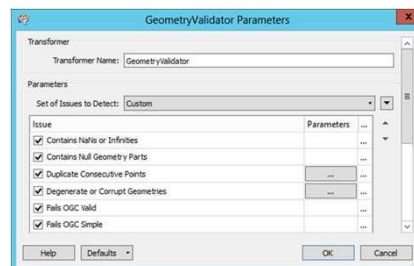 GeometryValidator Parameters
x
Transformer
Transformer Name: GeometryValidator
Parameters
Set of Issues to Detect: Custom
Issue Parameters ...
Contains NaNs or Infinities ...
Contains Null Geometry Parts ...
Duplicate Consecutive Points ... ...
Degenerate or Corrupt Geometries ... ...
Fails OGC Valid ...
Fails OGC Simple ...
Help Defaults OK Cancel